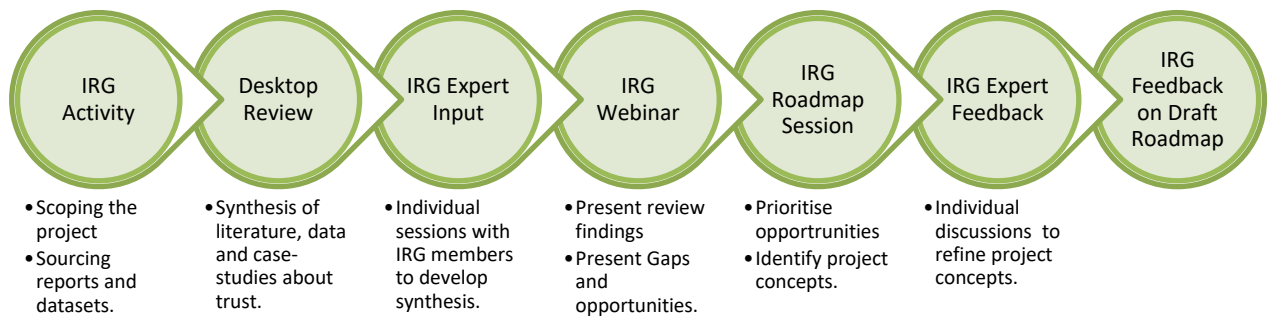 IRG
Activity
Desktop
Review
IRG Expert
Input
IRG
Webinar
IRG
Roadmap
Session
IRG Expert
Feedback
IRG
Feedback
on Draft
Roadmap
•Scoping the
project
•Sourcing
reports and
datasets.
•Synthesis of
literature, data
and case-
studies about
trust.
•Individual
sessions with
IRG members
to develop
synthesis.
•Present review
findings
•Present Gaps
and
opportunities.
•Prioritise
opportrunities
•Identify project
concepts.
•Individual
discussions to
refine project
concepts.